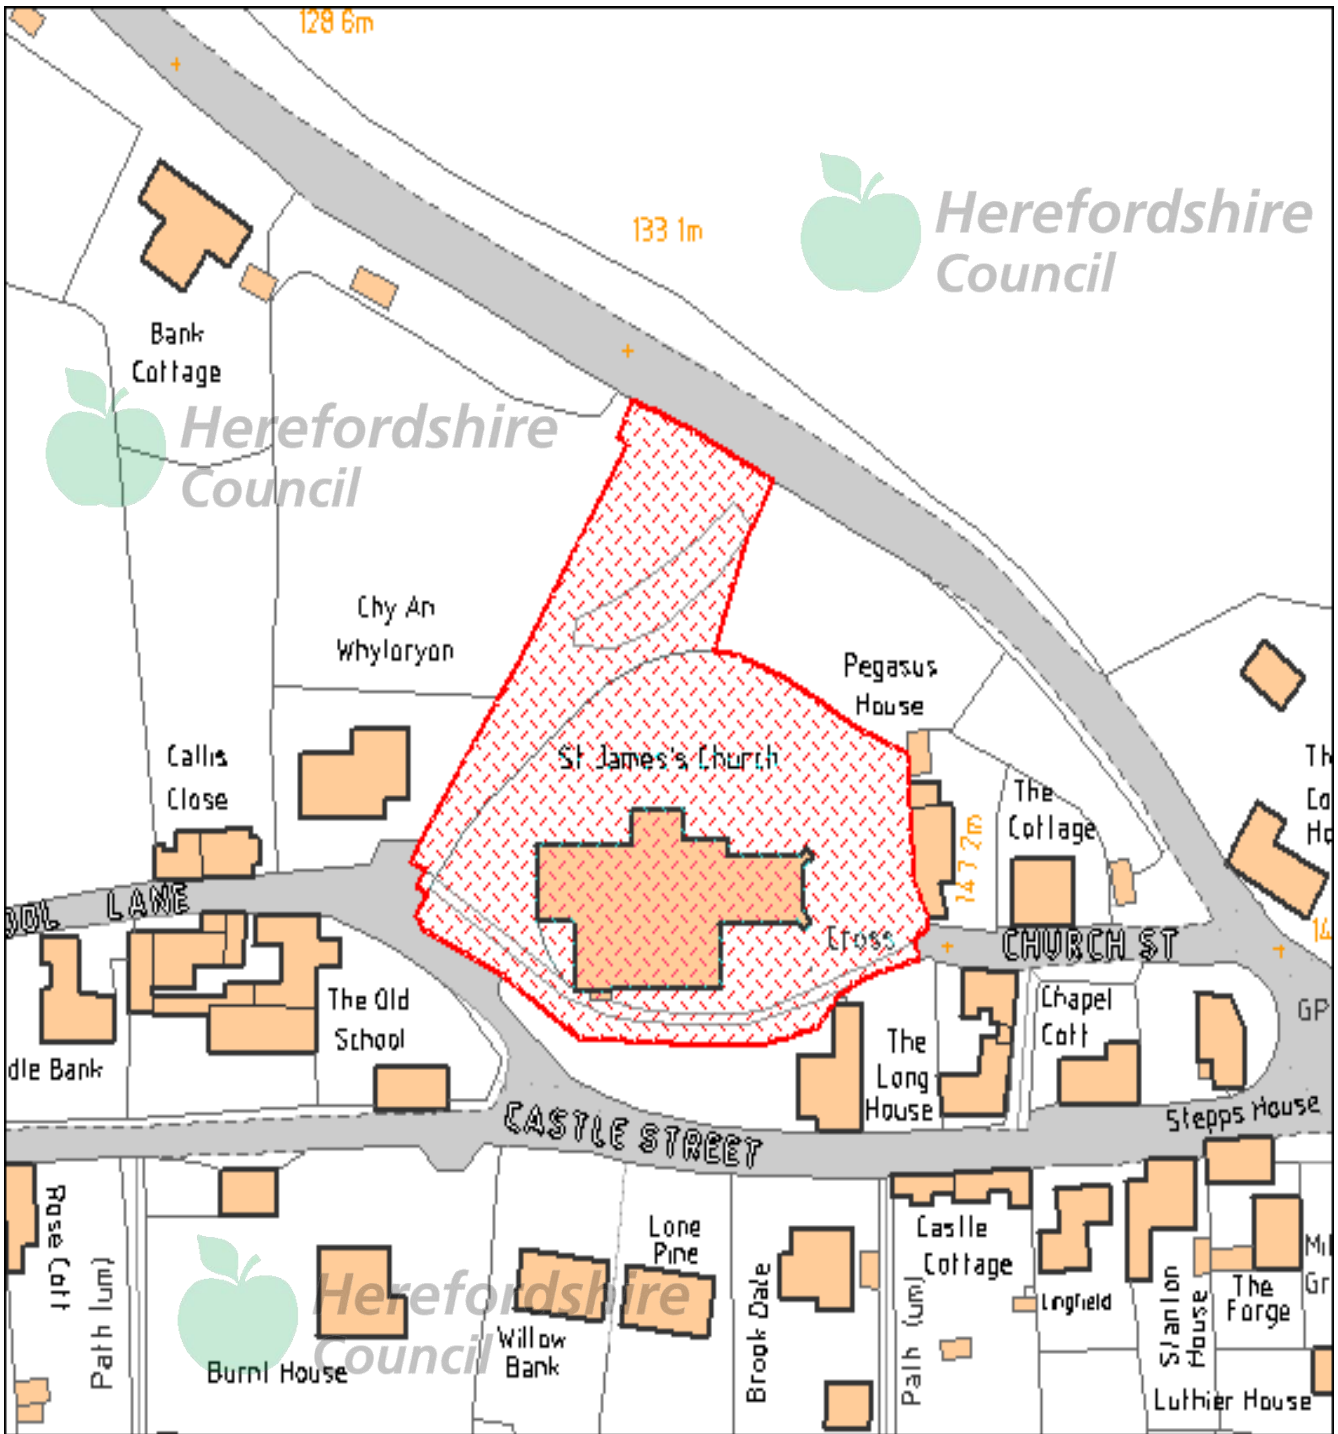 128 6m
133 1m
Herefordshire
Council
Bank
Cottage
Herefordshire
Council
Chy An
Whyloryon
Pegasus
House
St James's Church
Callis
Close
The
Cottage
147 2m
LANE
Cross
CHURCH ST
The Old
School
Chapel
Cott
GP
The
Long
House
dle Bank
CASTLE STREET
Stepps House
Rose Cott
Path (um)
Lone
Pine
Castle
Cottage
Herefordshire
Council
Willow
Bank
Brook Dale
Path (um)
Lingfield
Stanton
House
The
Forge
Burnt House
Luthier House